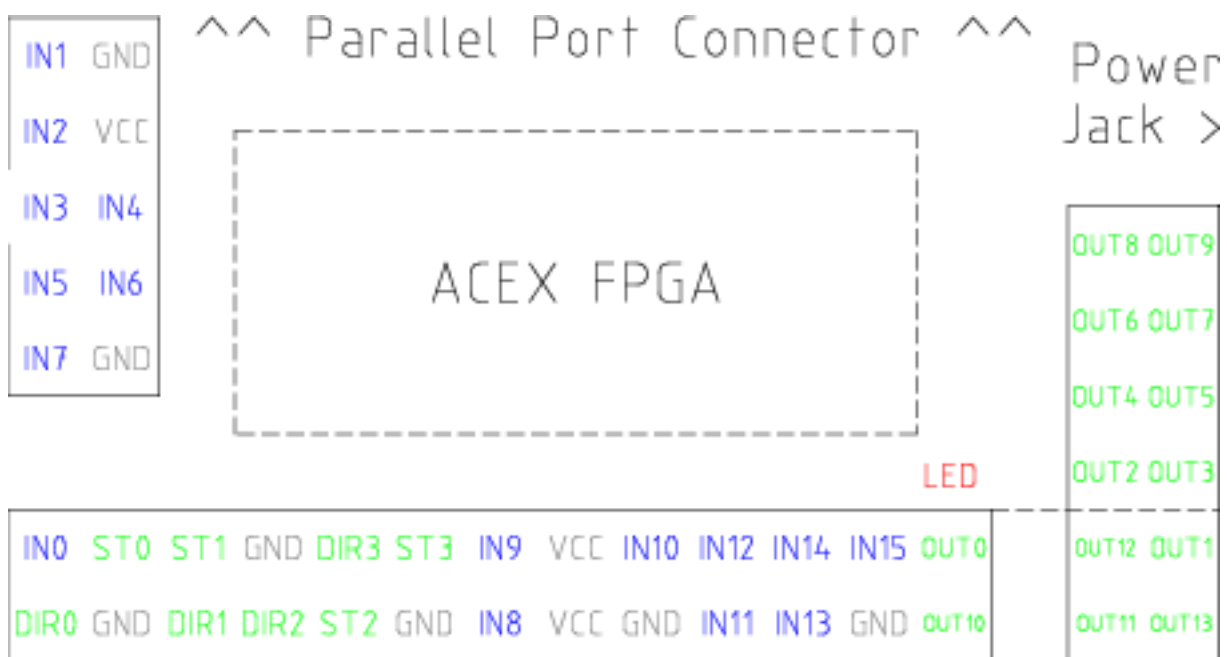 ^^ Parallel Port Connector ^^
Power
Jack >
IN1 GND
IN2 VCC
IN3 IN4
IN5 IN6
IN7 GND
ACEX FPGA
OUT8 OUT9
OUT6 OUT7
OUT4 OUT5
OUT2 OUT3
LED
IN0 ST0 ST1 GND DIR3 ST3 IN9 VCC IN10 IN12 IN14 IN15 OUT0
DIR0 GND DIR1 DIR2 ST2 GND IN8 VCC GND IN11 IN13 GND OUT10
OUT12 OUT1
OUT11 OUT13